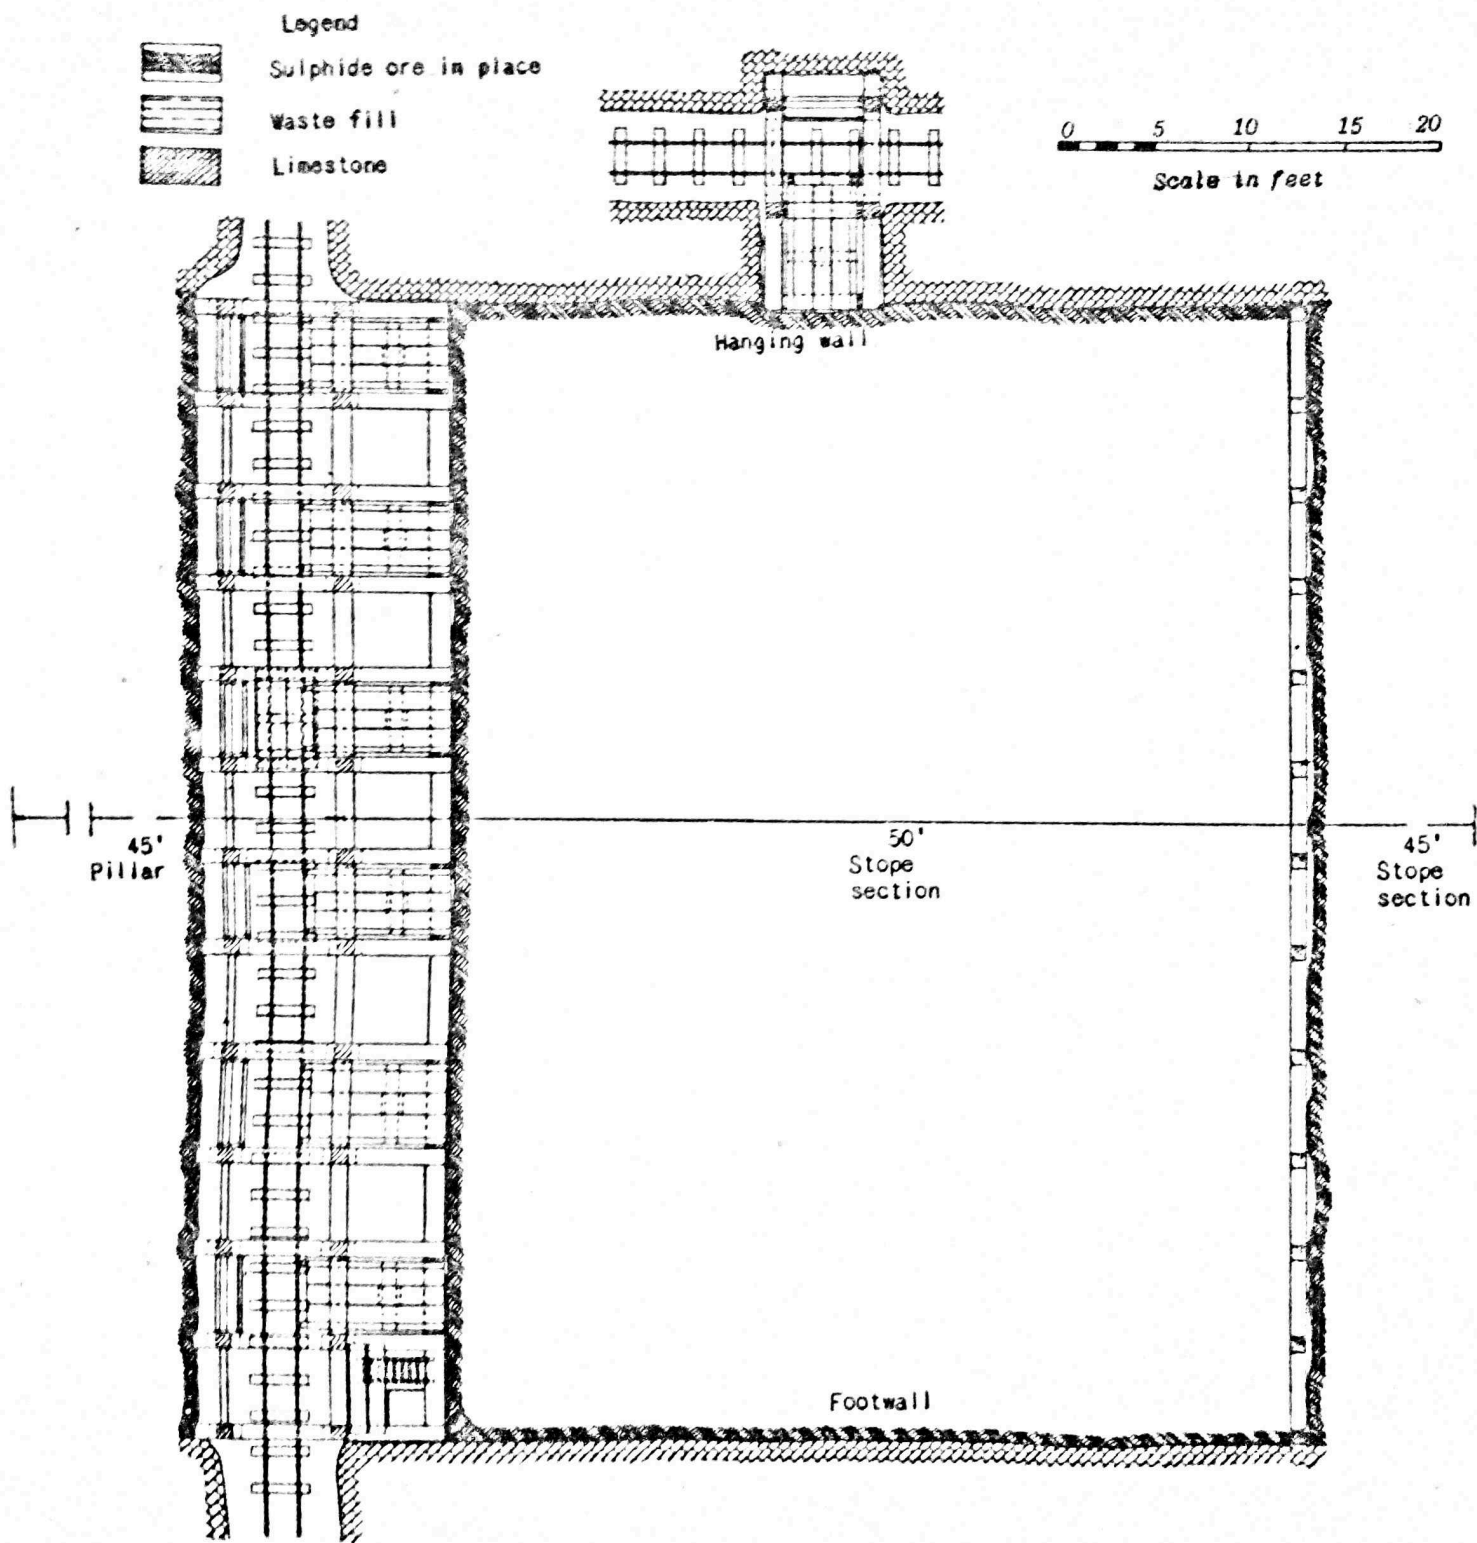 Legend
Sulphide ore in place
Waste fill
Limestone
0 5 10 15 20
Scale in feet
Hanging wall
45'
Pillar
50'
Stope
section
45'
Stope
section
Footwall